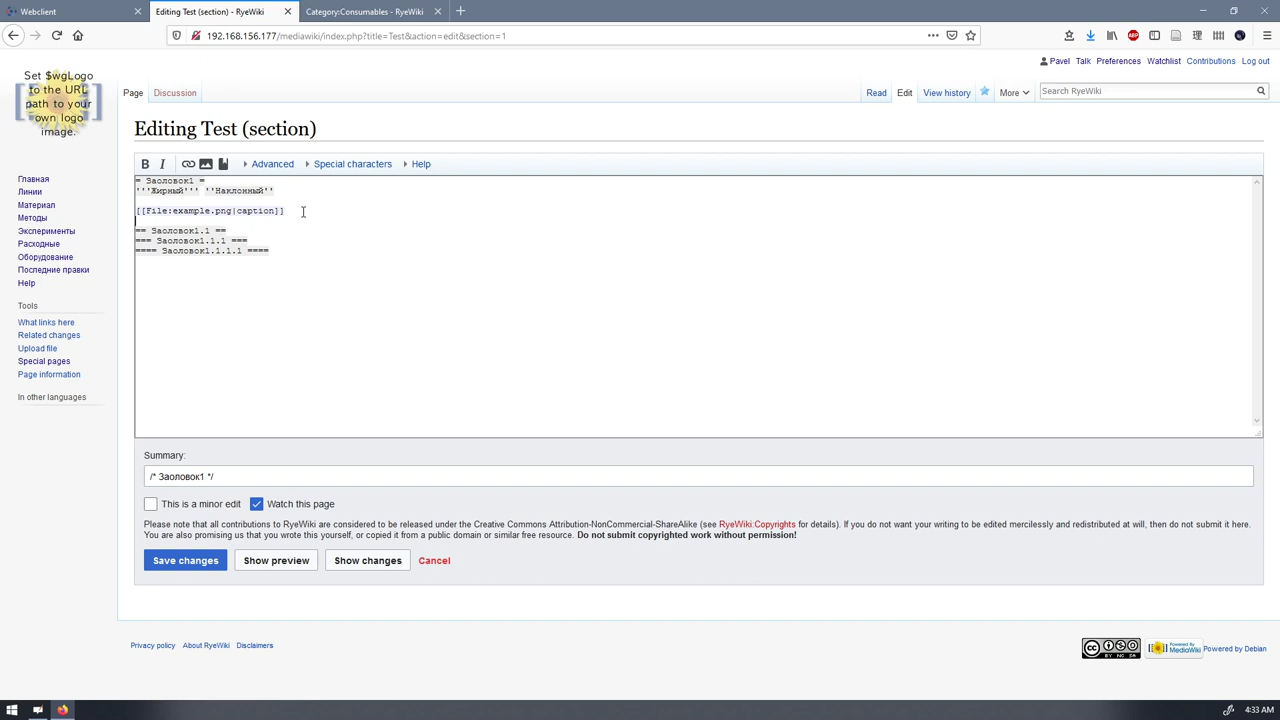 Webclient
Editing Test (section) - RyeWiki
Category:Consumables - RyeWiki
192.168.156.177/mediawiki/index.php?title=Test&action=edit&section=1
Set $wgLogo
to the URL
path to your
own logo
image.
Pavel Talk Preferences Watchlist Contributions Log out
Page Discussion Read Edit View history More Search RyeWiki
Editing Test (section)
B I Advanced Special characters Help
= Заоловок1 =
'''Жирный''' ''Наклонный''
[[File:example.png|caption]]
== Заоловок1.1 ==
=== Заоловок1.1.1 ===
==== Заоловок1.1.1.1 ====
Главная
Линии
Материал
Методы
Эксперименты
Расходные
Оборудование
Последние правки
Help
Tools
What links here
Related changes
Upload file
Special pages
Page information
In other languages
Summary:
/* Заоловок1 */
This is a minor edit Watch this page
Please note that all contributions to RyeWiki are considered to be released under the Creative Commons Attribution-NonCommercial-ShareAlike (see RyeWiki:Copyrights for details). If you do not want your writing to be edited mercilessly and redistributed at will, then do not submit it here.
You are also promising us that you wrote this yourself, or copied it from a public domain or similar free resource. Do not submit copyrighted work without permission!
Save changes Show preview Show changes Cancel
Privacy policy About RyeWiki Disclaimers
Powered By
MediaWiki
Powered by Debian
4:33 AM